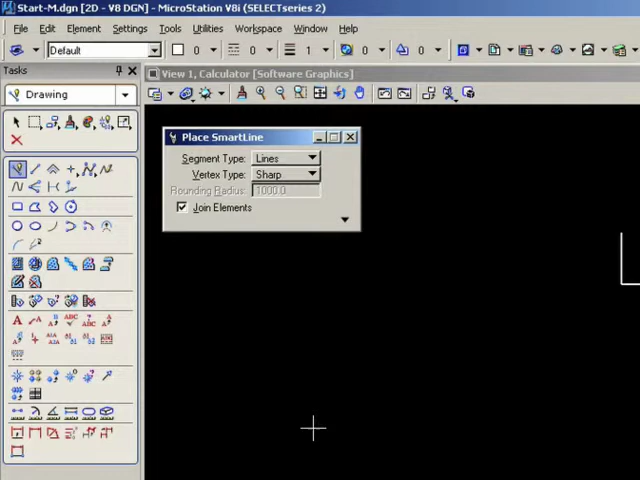 Start-M.dgn [2D - V8 DGN] - MicroStation V8i (SELECTseries 2)
File Edit Element Settings Tools Utilities Workspace Window Help
Default 0 0 1 0 0
Tasks
View 1, Calculator [Software Graphics]
Drawing
Place SmartLine
Segment Type: Lines
Vertex Type: Sharp
Rounding Radius: 1000.0
Join Elements